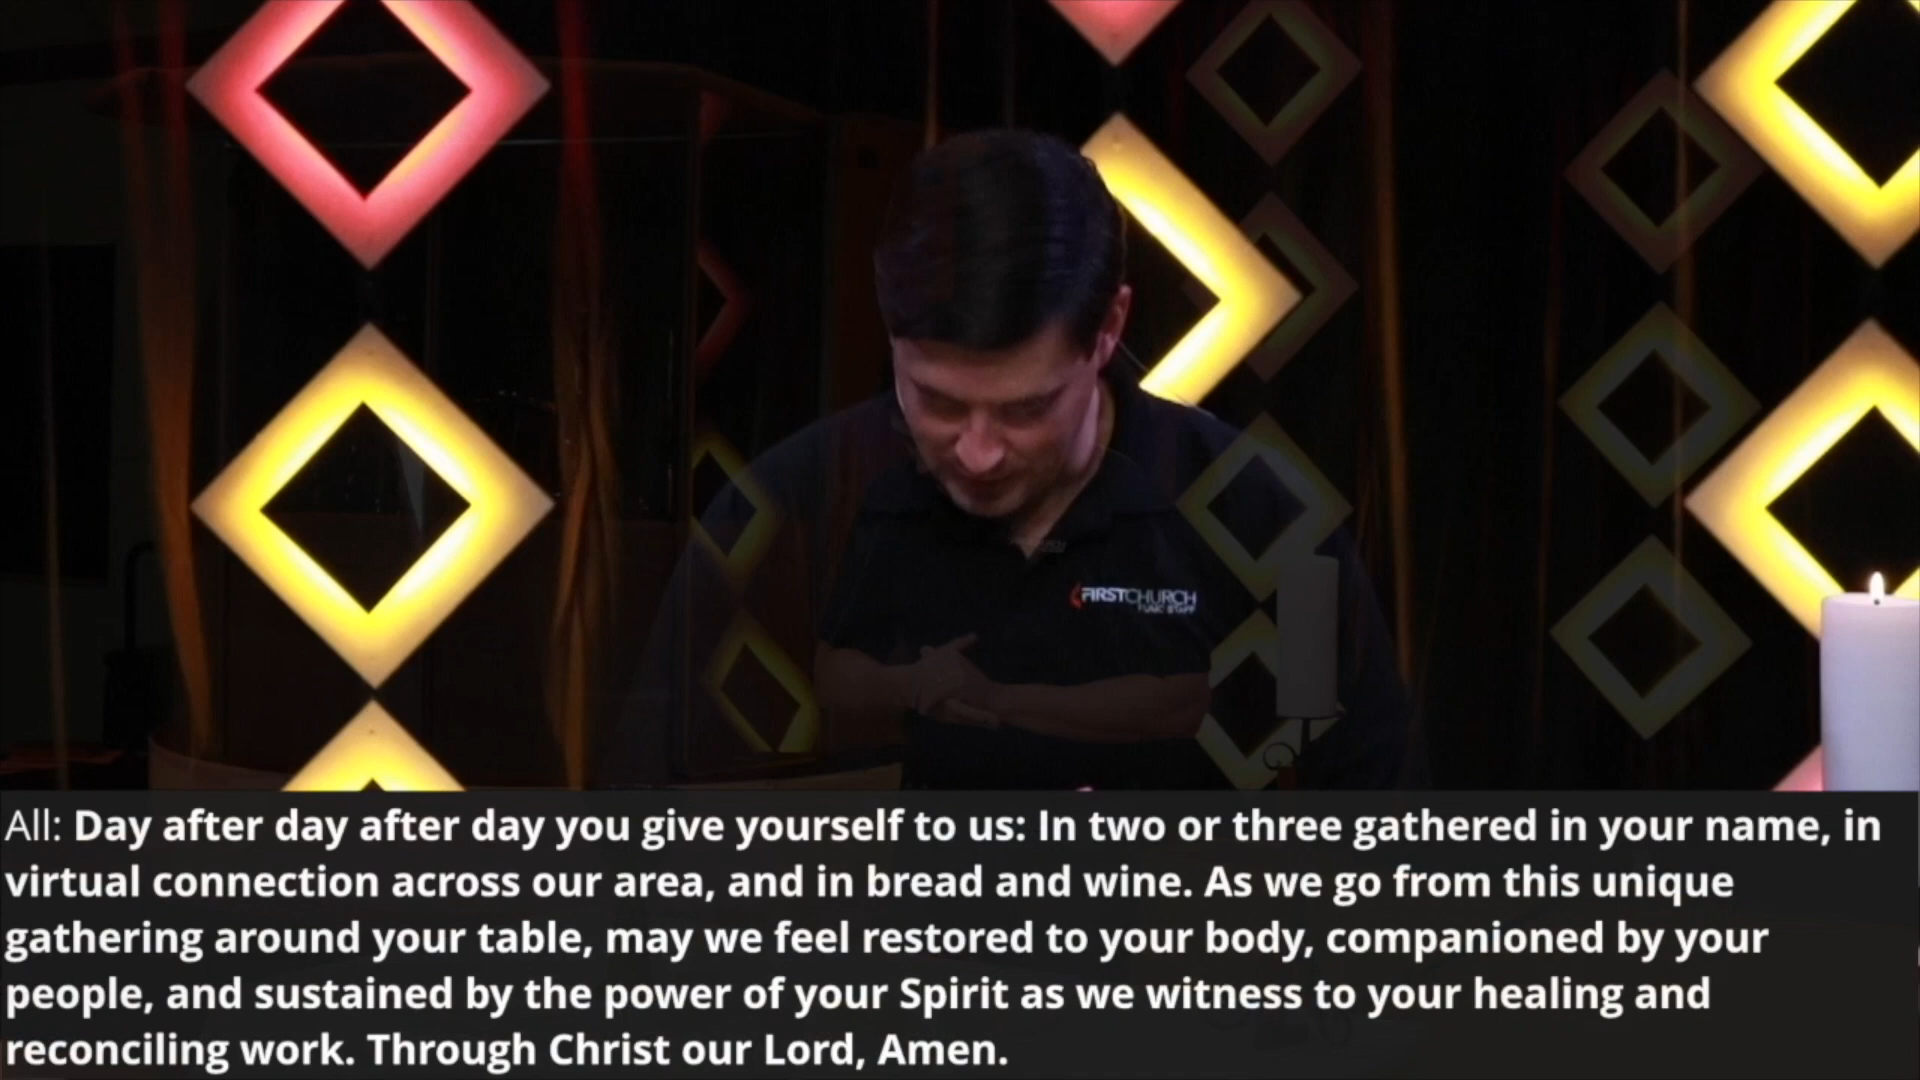 FIRSTCHURCH
FUMC STAFF
All: Day after day after day you give yourself to us: In two or three gathered in your name, in
virtual connection across our area, and in bread and wine. As we go from this unique
gathering around your table, may we feel restored to your body, companioned by your
people, and sustained by the power of your Spirit as we witness to your healing and
reconciling work. Through Christ our Lord, Amen.